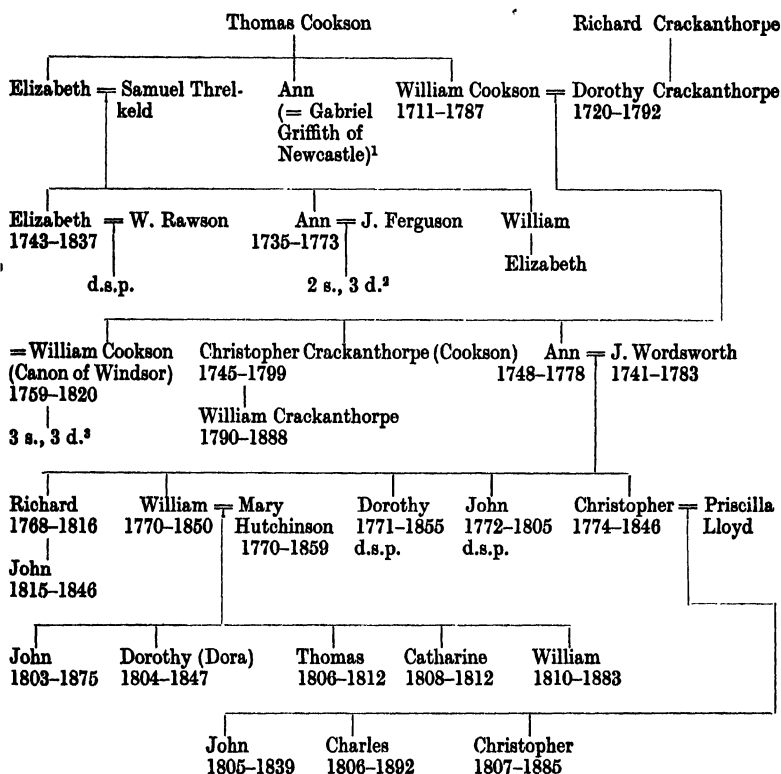 Thomas Cookson Richard Crackanthorpe
Elizabeth = Samuel Threl- Ann William Cookson = Dorothy Crackanthorpe
keld (= Gabriel 1711–1787 1720–1792
Griffith of
Newcastle)¹
Elizabeth = W. Rawson Ann = J. Ferguson William
1743–1837 1735–1773
Elizabeth
d.s.p. 2 s., 3 d.²
=William Cookson Christopher Crackanthorpe (Cookson) Ann = J. Wordsworth
(Canon of Windsor) 1745–1799 1748–1778 1741–1783
1759–1820
William Crackanthorpe
3 s., 3 d.³ 1790–1888
Richard William = Mary Dorothy John Christopher = Priscilla
1768–1816 1770–1850 Hutchinson 1771–1855 1772–1805 1774–1846 Lloyd
1770–1859 d.s.p. d.s.p.
John
1815–1846
John Dorothy (Dora) Thomas Catharine William
1803–1875 1804–1847 1806–1812 1808–1812 1810–1883
John Charles Christopher
1805–1839 1806–1892 1807–1885